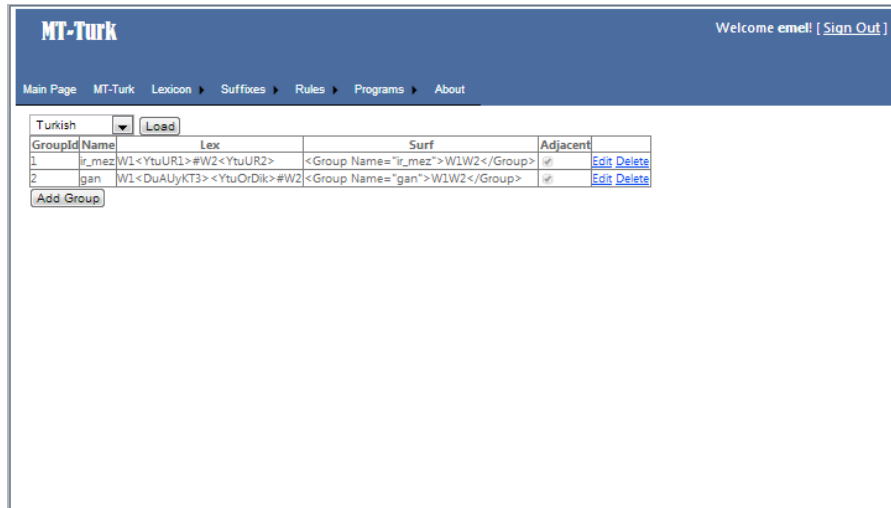 MT-Turk
Welcome emel! [ Sign Out ]
Main Page MT-Turk Lexicon Suffixes Rules Programs About
Turkish Load
GroupId Name Lex Surf Adjacent
1 ir_mez W1<YtuUR1>#W2<YtuUR2> <Group Name="ir_mez">W1W2</Group> Edit Delete
2 gan W1<DuAUyKT3><YtuOrDik>#W2 <Group Name="gan">W1W2</Group> Edit Delete
Add Group